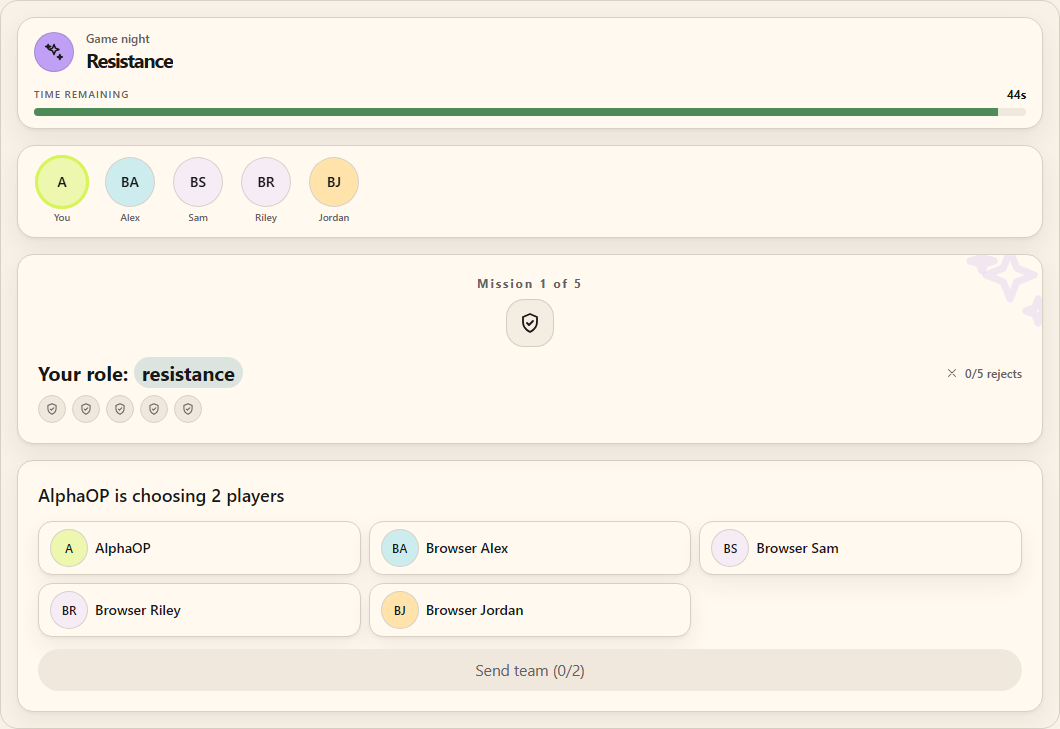 Game night
Resistance
TIME REMAINING
44s
A
BA
BS
BR
BJ
You
Alex
Sam
Riley
Jordan
Mission 1 of 5
Your role: resistance
0/5 rejects
AlphaOP is choosing 2 players
A AlphaOP
BA Browser Alex
BS Browser Sam
BR Browser Riley
BJ Browser Jordan
Send team (0/2)